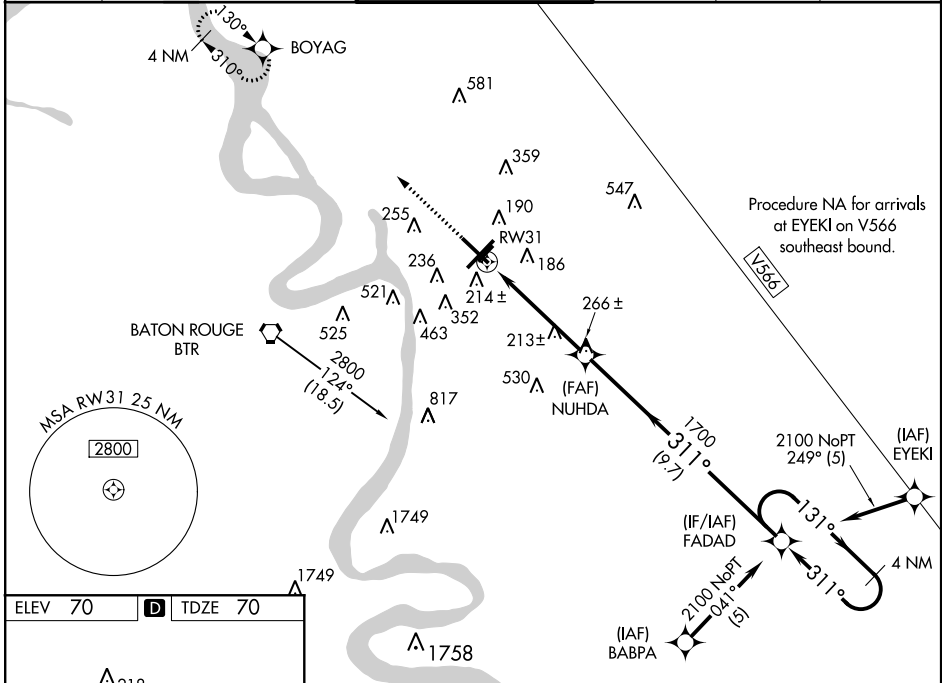 130°
BOYAG
4 NM
310°
581
359
547
Procedure NA for arrivals
at EYEKI on V566
southeast bound.
190
255
RW31
186
236
V566
521
214 ±
266 ±
352
525
463
213±
BATON ROUGE
BTR
2800
124°
(18.5)
(FAF)
NUHDA
530
817
MSA RW31 25 NM
2800
1700
311°
(9.7)
2100 NoPT
249° (5)
(IAF)
EYEKI
131°
(IF/IAF)
FADAD
1749
4 NM
311°
1749
2100 NoPT
041°
(5)
ELEV 70
D
TDZE 70
(IAF)
BABPA
1758
218